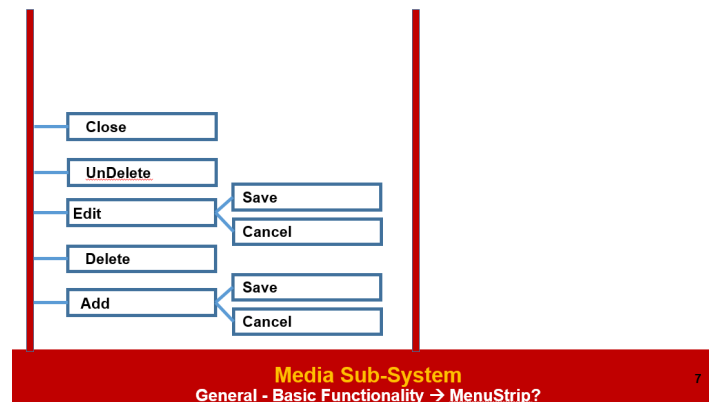 Close
UnDelete
Save
Edit
Cancel
Delete
Save
Add
Cancel
Media Sub-System
7
General - Basic Functionality → MenuStrip?